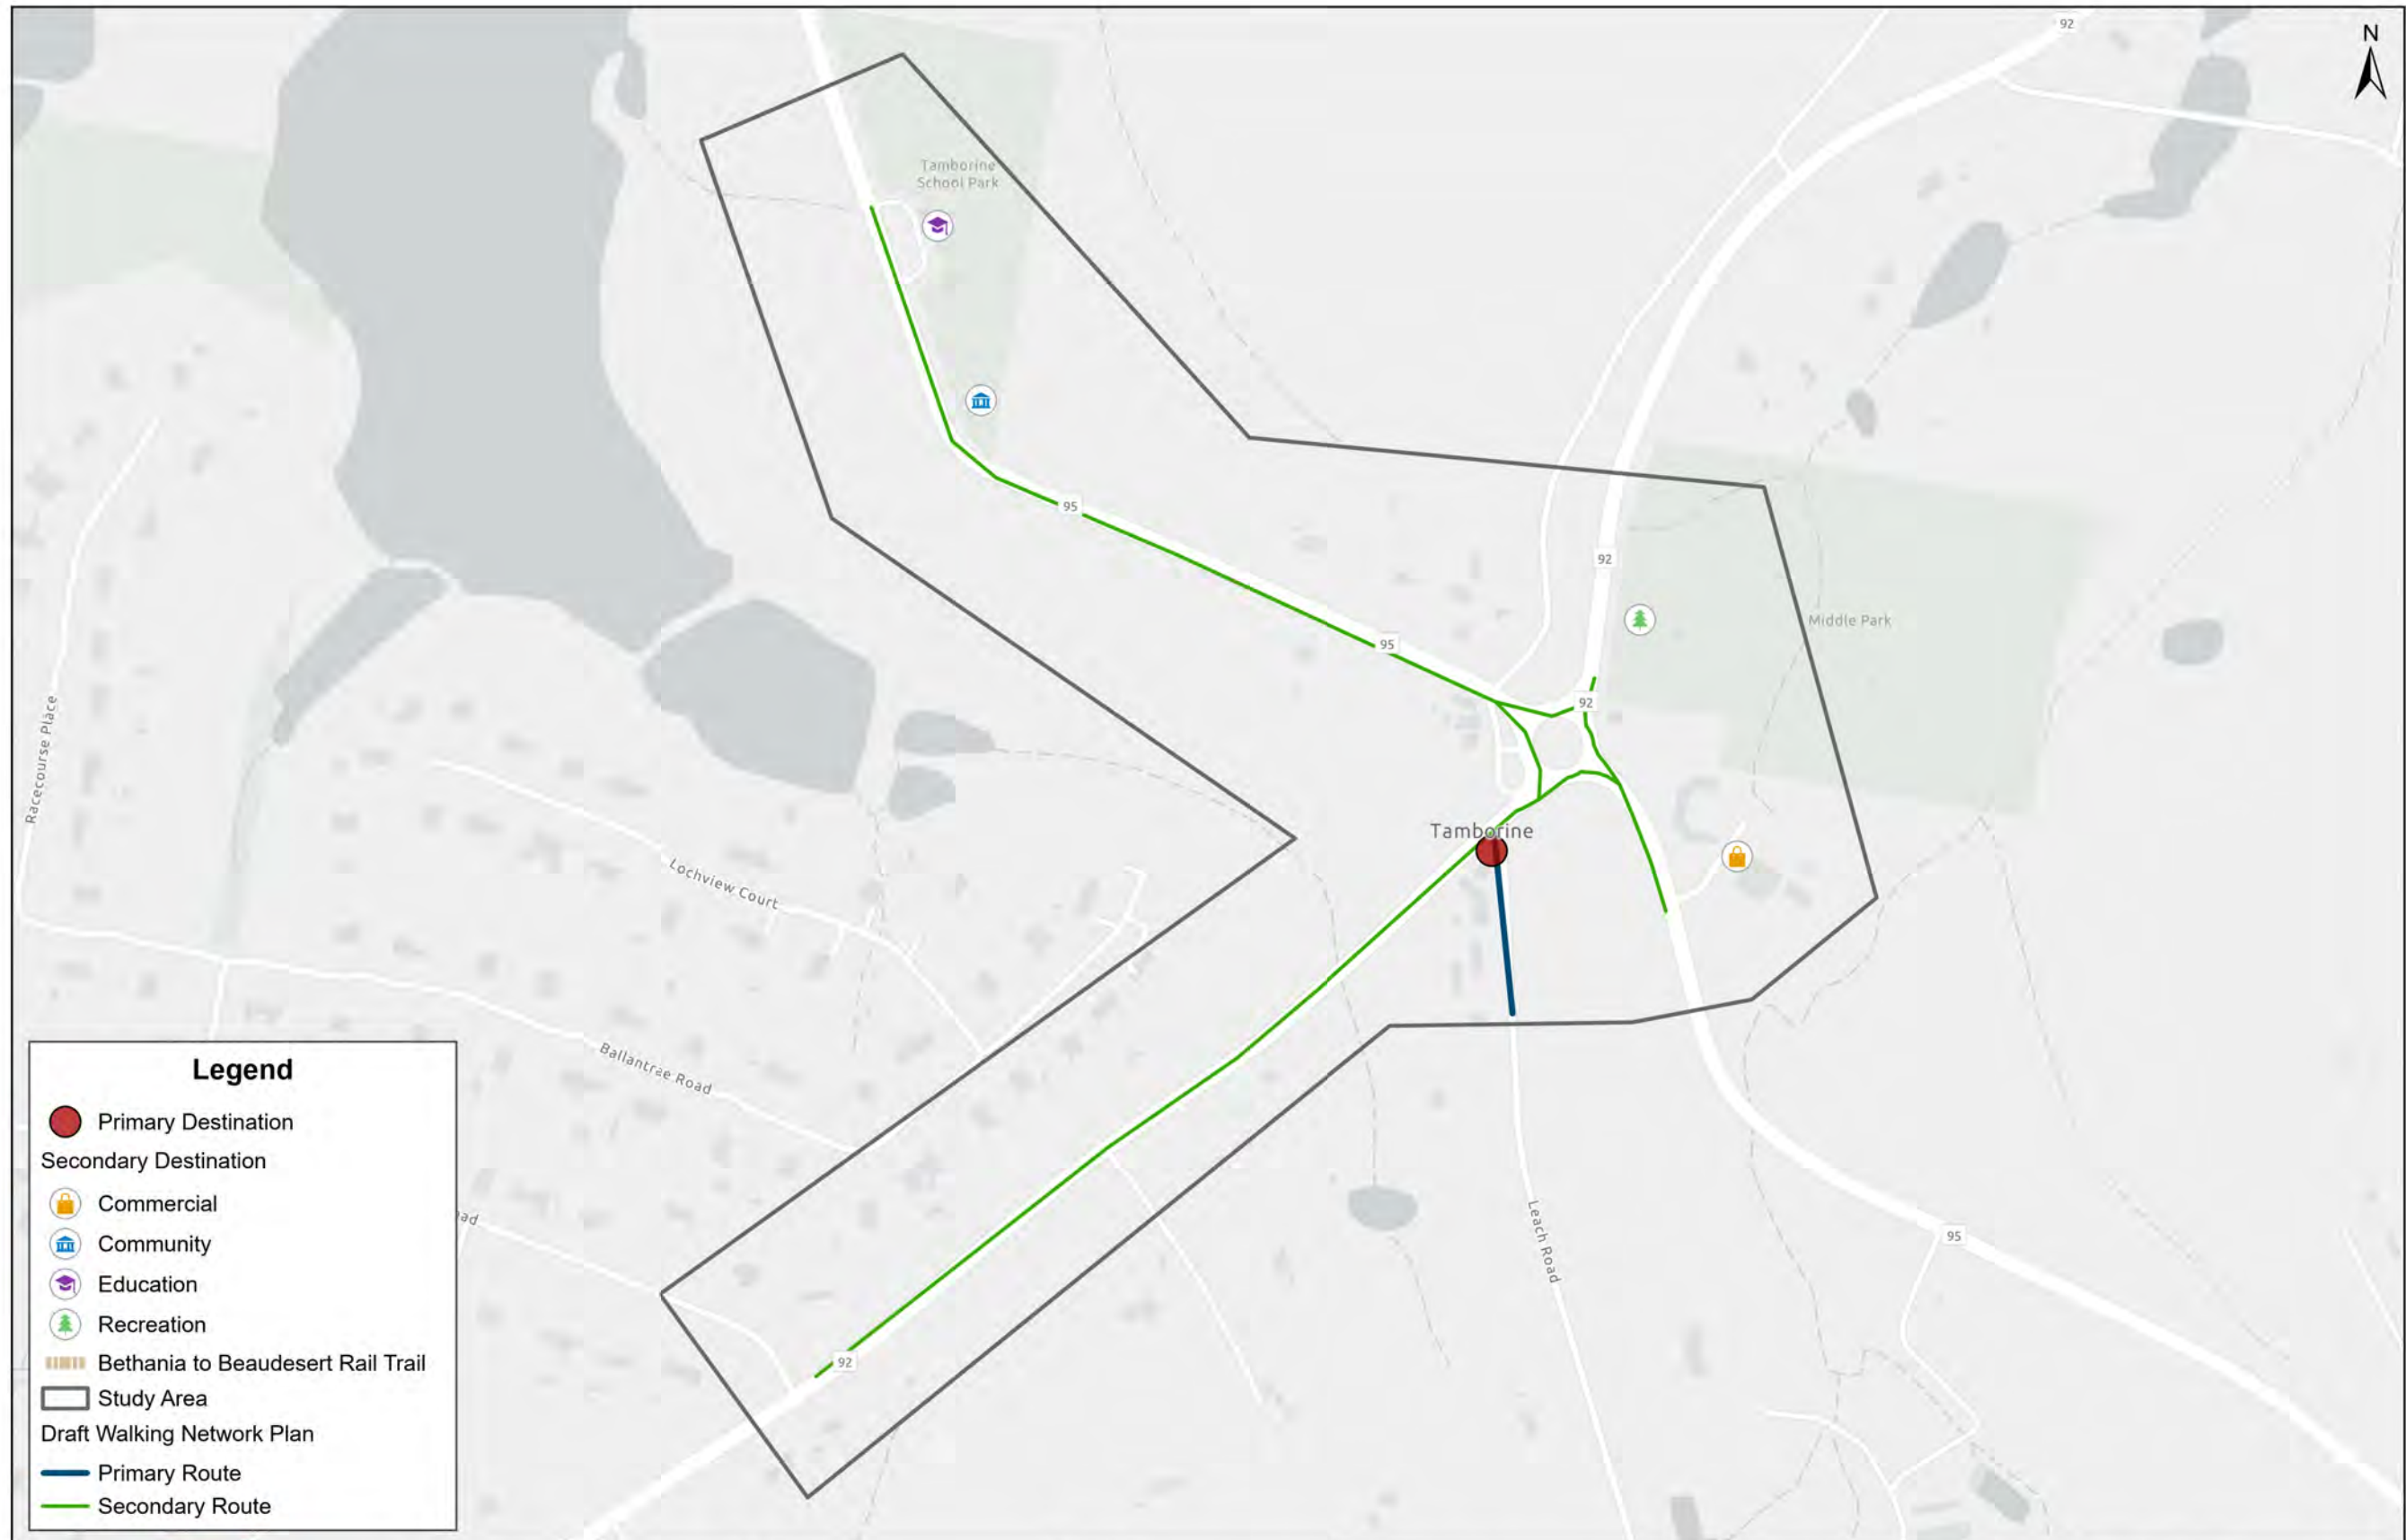 92
N
Tamborine
School Park
95
92
95
Middle Park
92
Racecourse Place
Tamborine
Lochview Court
Ballantrae Road
ad
Leach Road
95
92
Legend
Primary Destination
Secondary Destination
Commercial
Community
Education
Recreation
Bethania to Beaudesert Rail Trail
Study Area
Draft Walking Network Plan
Primary Route
Secondary Route